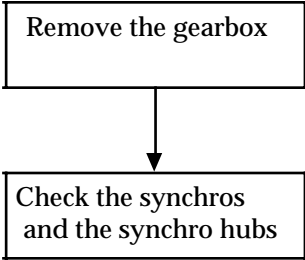 Remove the gearbox
Check the synchros
and the synchro hubs